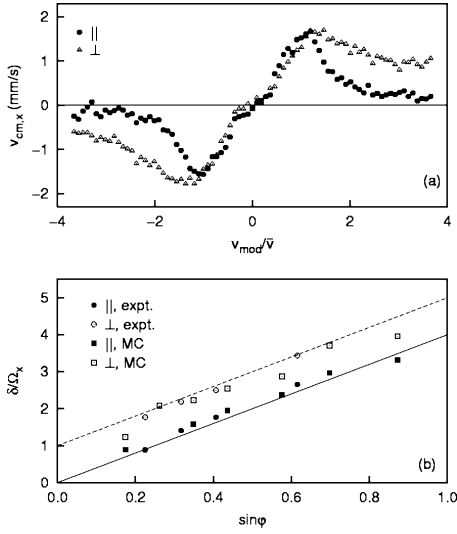 2
1
0
-1
-2
v_cm,x (mm/s)
∥
⊥
(a)
-4 -2 0 2 4
v_mod/v̄
5
4
3
2
1
0
δ/Ω_x
∥, expt.
⊥, expt.
∥, MC
⊥, MC
(b)
0.0 0.2 0.4 0.6 0.8 1.0
sinφ